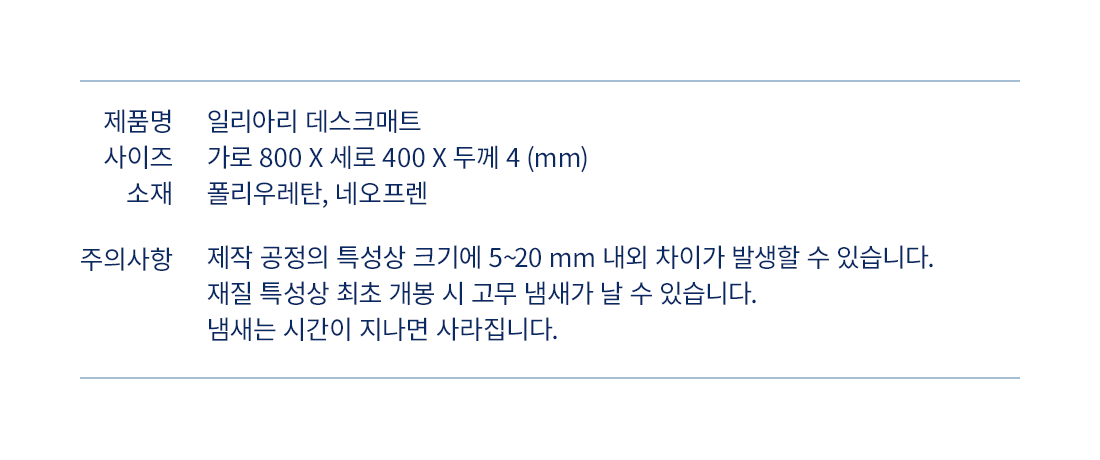 제품명 일리아리 데스크매트
사이즈 가로 800 X 세로 400 X 두께 4 (mm)
소재 폴리우레탄, 네오프렌
주의사항 제작 공정의 특성상 크기에 5~20 mm 내외 차이가 발생할 수 있습니다.
재질 특성상 최초 개봉 시 고무 냄새가 날 수 있습니다.
냄새는 시간이 지나면 사라집니다.